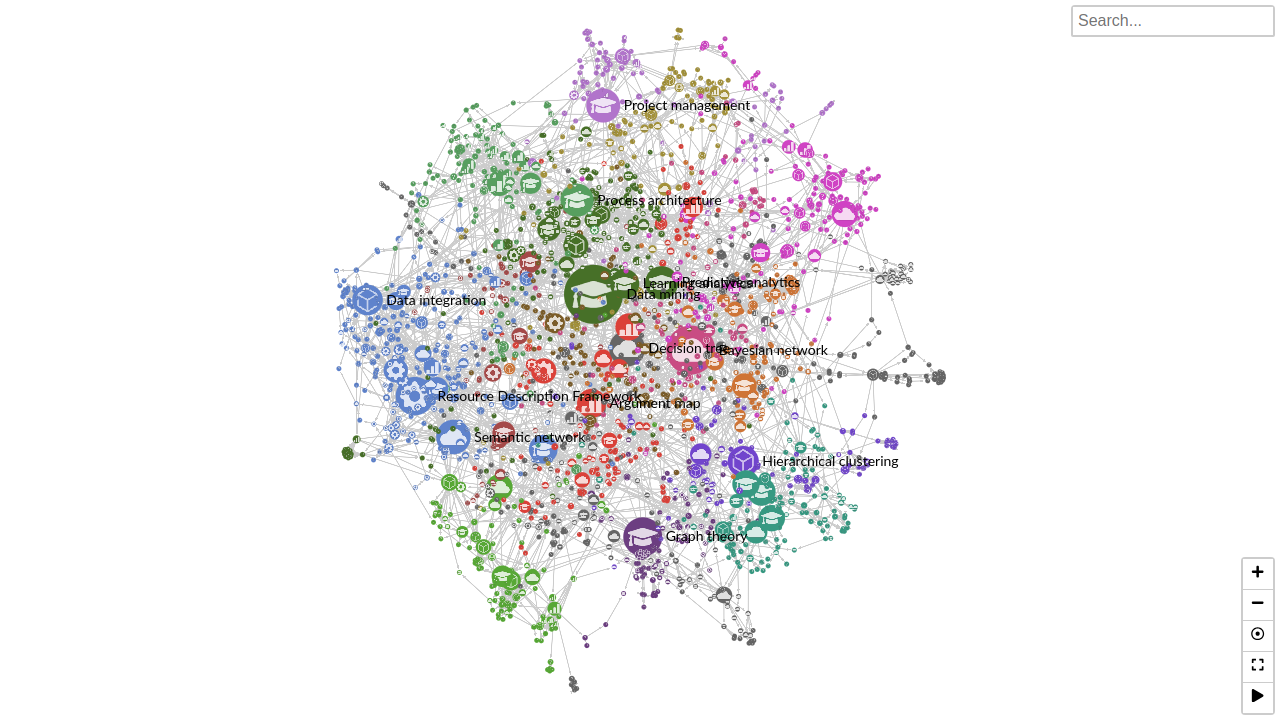 Search...
Project management
Process architecture
Learning analytics
Predictive analytics
Data mining
Data integration
Decision tree
Bayesian network
Resource Description Framework
Argument map
Semantic network
Hierarchical clustering
Graph theory